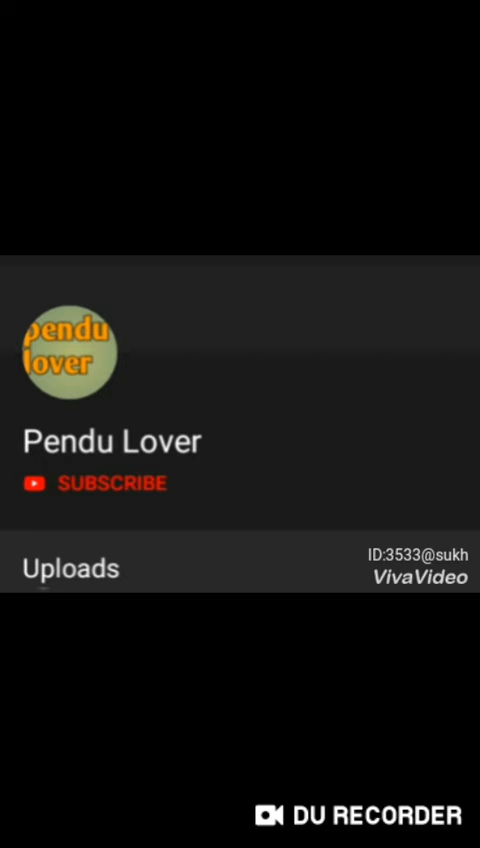 pendu
lover
Pendu Lover
SUBSCRIBE
Uploads
ID:3533@sukh
VivaVideo
DU RECORDER